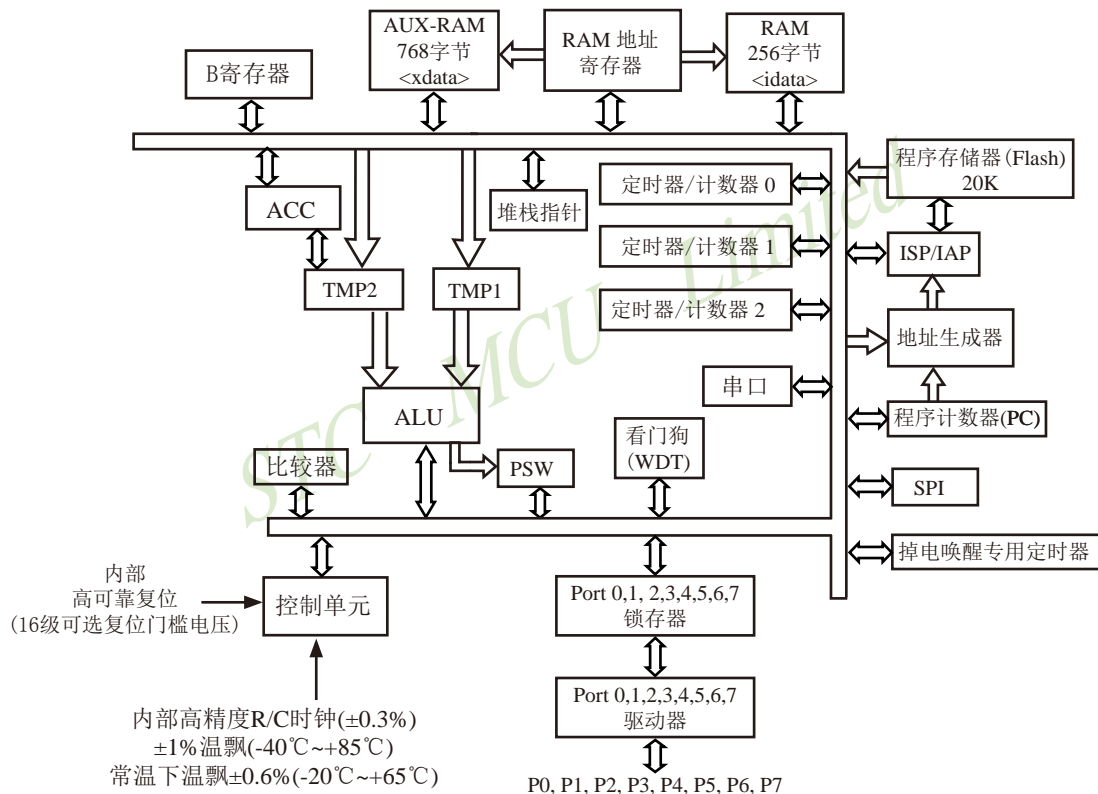 AUX-RAM
768字节
<xdata>
RAM 地址
寄存器
RAM
256字节
<idata>
B寄存器
程序存储器(Flash)
20K
定时器/计数器 0
ACC
堆栈指针
定时器/计数器 1
ISP/IAP
TMP2
TMP1
定时器/计数器 2
地址生成器
串口
ALU
程序计数器(PC)
看门狗
(WDT)
比较器
PSW
SPI
掉电唤醒专用定时器
内部
高可靠复位
(16级可选复位门槛电压)
控制单元
Port 0,1, 2,3,4,5,6,7
锁存器
Port 0,1,2,3,4,5,6,7
驱动器
内部高精度R/C时钟(±0.3%)
±1%温飘(-40℃~+85℃)
常温下温飘±0.6%(-20℃~+65℃)
P0, P1, P2, P3, P4, P5, P6, P7
STC MCU Limited